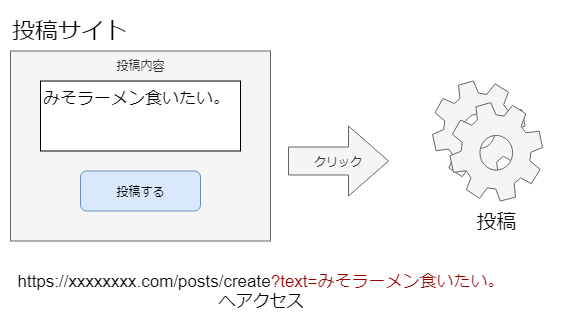 投稿サイト
投稿内容
みそラーメン食いたい。
投稿する
クリック
投稿
https://xxxxxxxx.com/posts/create?text=みそラーメン食いたい。
へアクセス